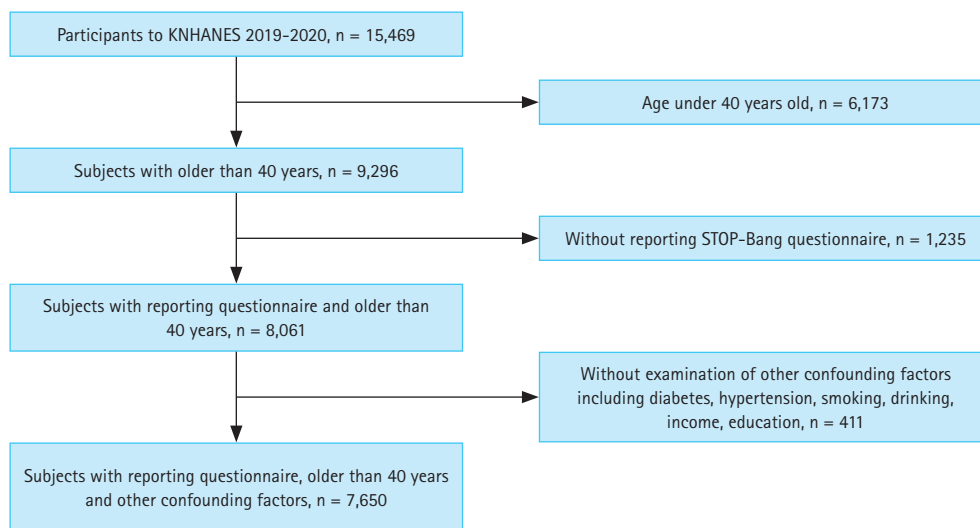 Participants to KNHANES 2019-2020, n = 15,469
Age under 40 years old, n = 6,173
Subjects with older than 40 years, n = 9,296
Without reporting STOP-Bang questionnaire, n = 1,235
Subjects with reporting questionnaire and older than
40 years, n = 8,061
Without examination of other confounding factors
including diabetes, hypertension, smoking, drinking,
income, education, n = 411
Subjects with reporting questionnaire, older than 40 years
and other confounding factors, n = 7,650